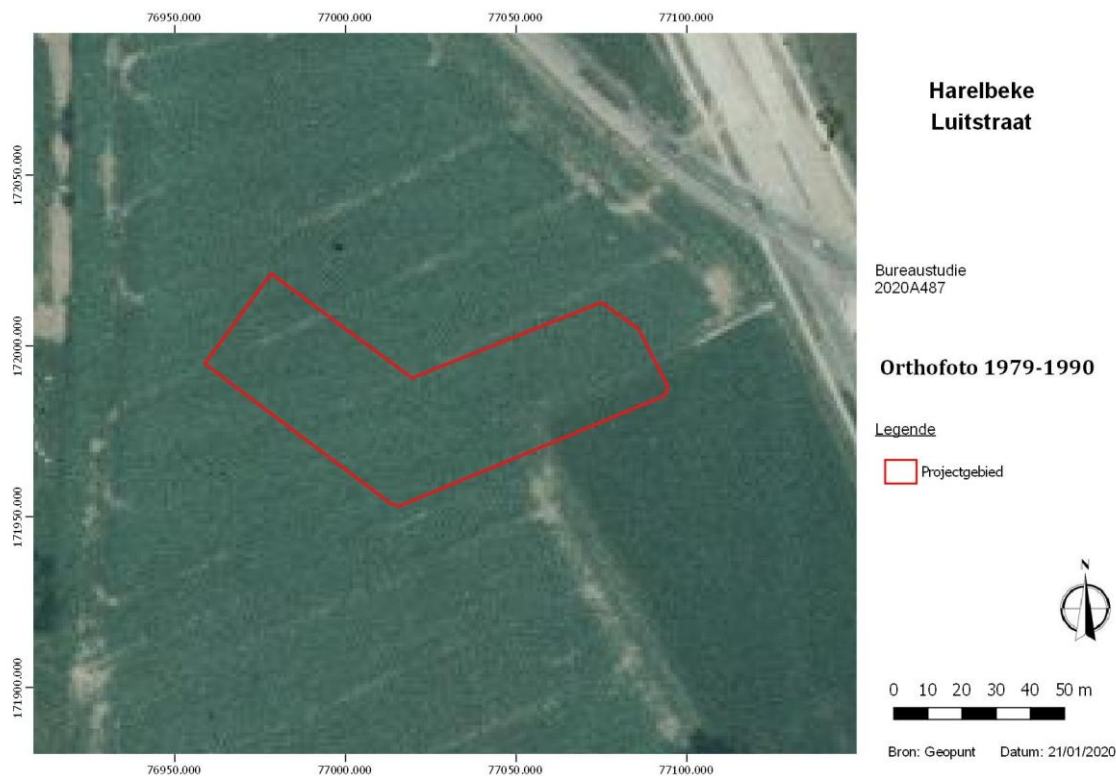 76950.000 77000.000 77050.000 77100.000
172050.000
172000.000
171950.000
171900.000
76950.000 77000.000 77050.000 77100.000
Harelbeke
Luitstraat
Bureaustudie
2020A487
Orthofoto 1979-1990
Legende
Projectgebied
N
0 10 20 30 40 50 m
Bron: Geopunt Datum: 21/01/2020